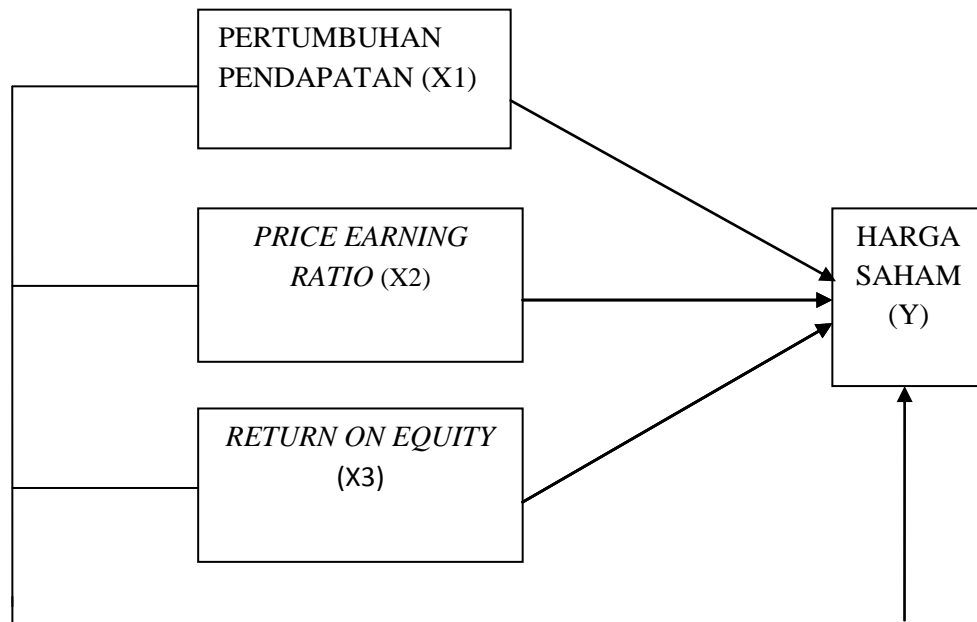 PERTUMBUHAN
PENDAPATAN (X1)
PRICE EARNING
RATIO (X2)
HARGA
SAHAM
(Y)
RETURN ON EQUITY
(X3)